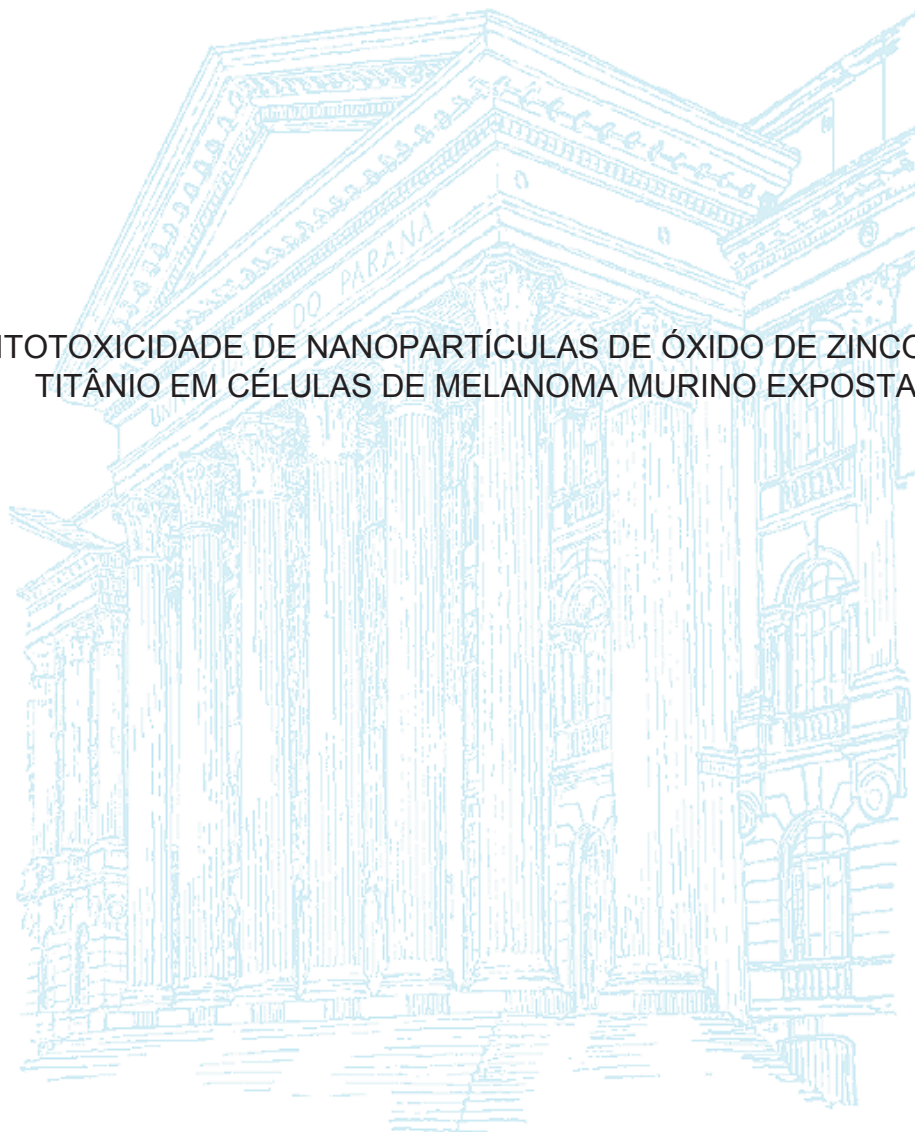 DO PARANÁ
ITOTOXICIDADE DE NANOPARTÍCULAS DE ÓXIDO DE ZINCO
TITÂNIO EM CÉLULAS DE MELANOMA MURINO EXPOSTA